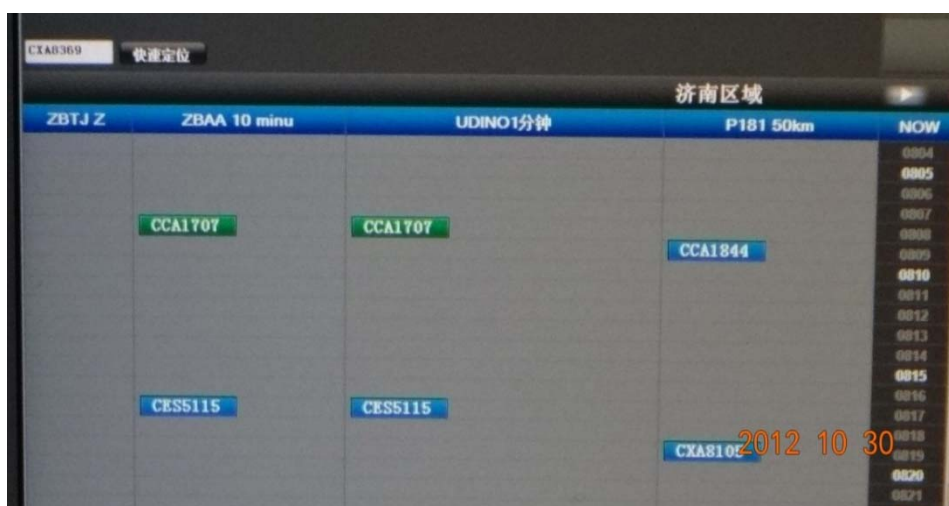 CXA8369 快速定位
济南区域
ZBTJ Z ZBAA 10 minu UDINO1分钟 P181 50km NOW
0804
0805
0806
CCA1707 CCA1707 0807
0808
CCA1844 0809
0810
0811
0812
0813
0814
0815
CES5115 CES5115 0816
0817
0818
CXA8105 0819
2012 10 30
0820
0821